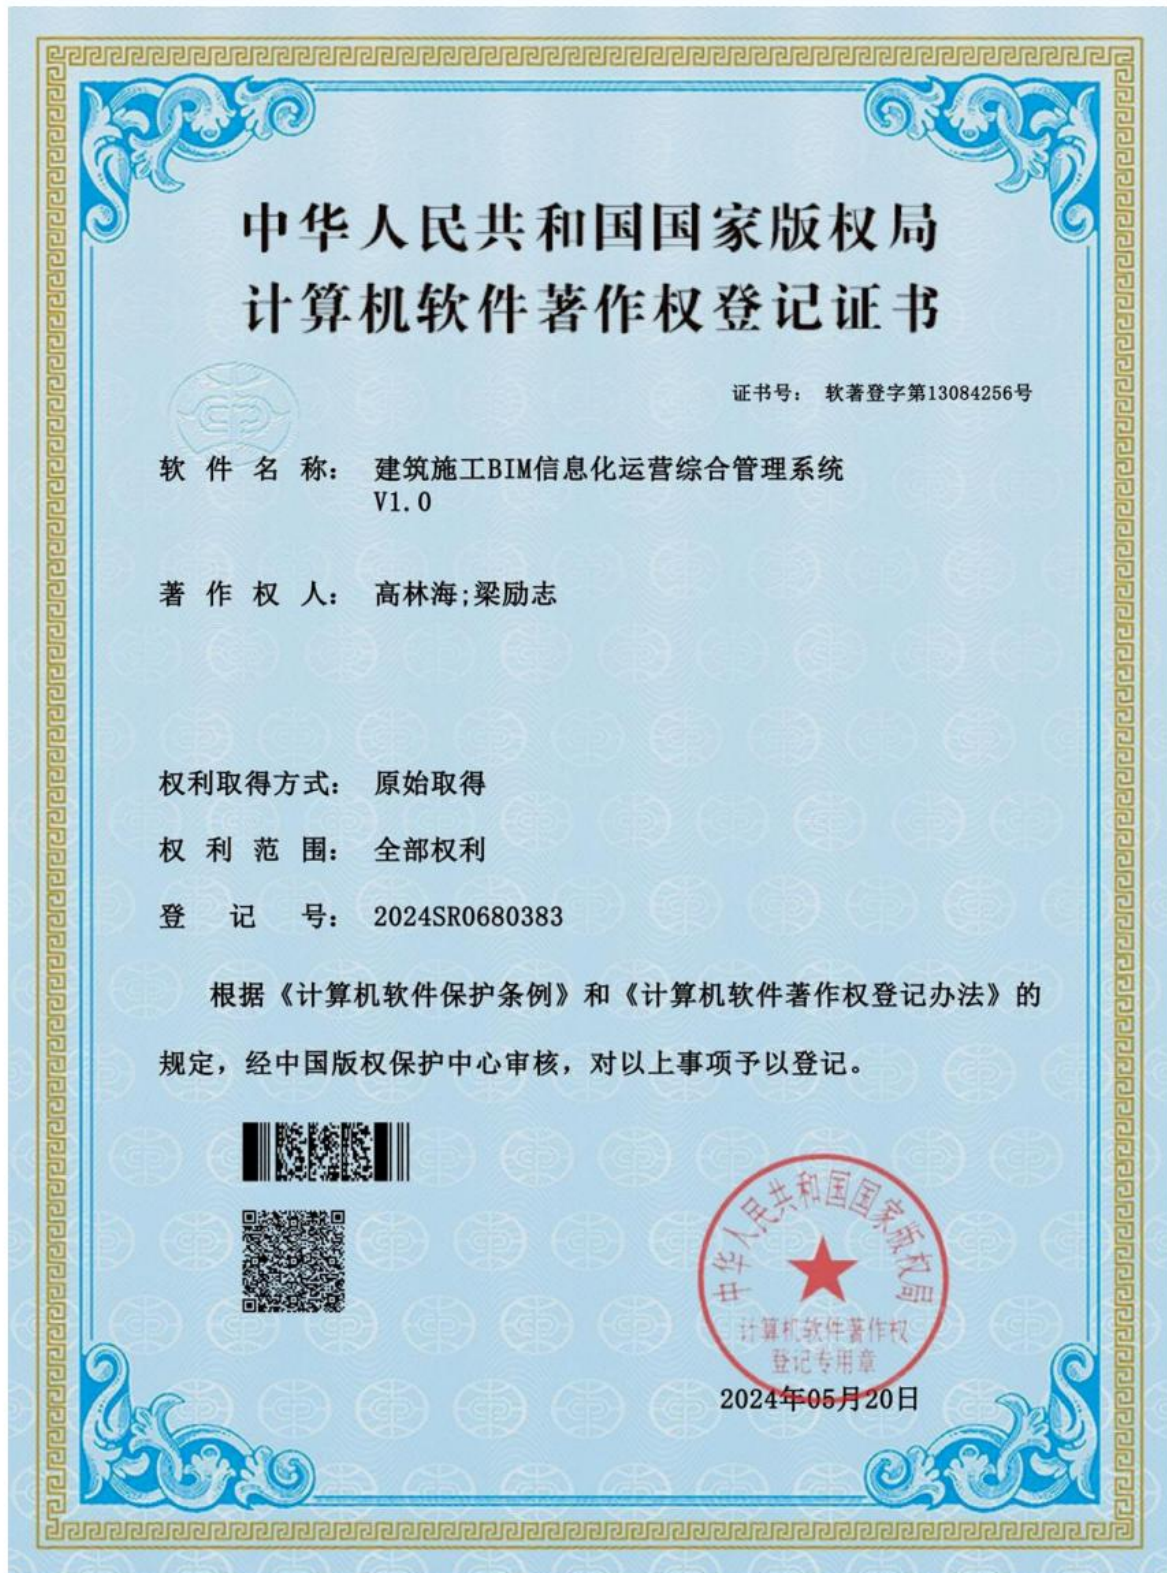 中华人民共和国国家版权局
计算机软件著作权登记证书
证书号： 软著登字第13084256号
软件名称： 建筑施工BIM信息化运营综合管理系统
V1.0
著作权人： 高林海;梁励志
权利取得方式： 原始取得
权利范围： 全部权利
登记号： 2024SR0680383
根据《计算机软件保护条例》和《计算机软件著作权登记办法》的
规定，经中国版权保护中心审核，对以上事项予以登记。
中华人民共和国国家版权局
计算机软件著作权
登记专用章
2024年05月20日